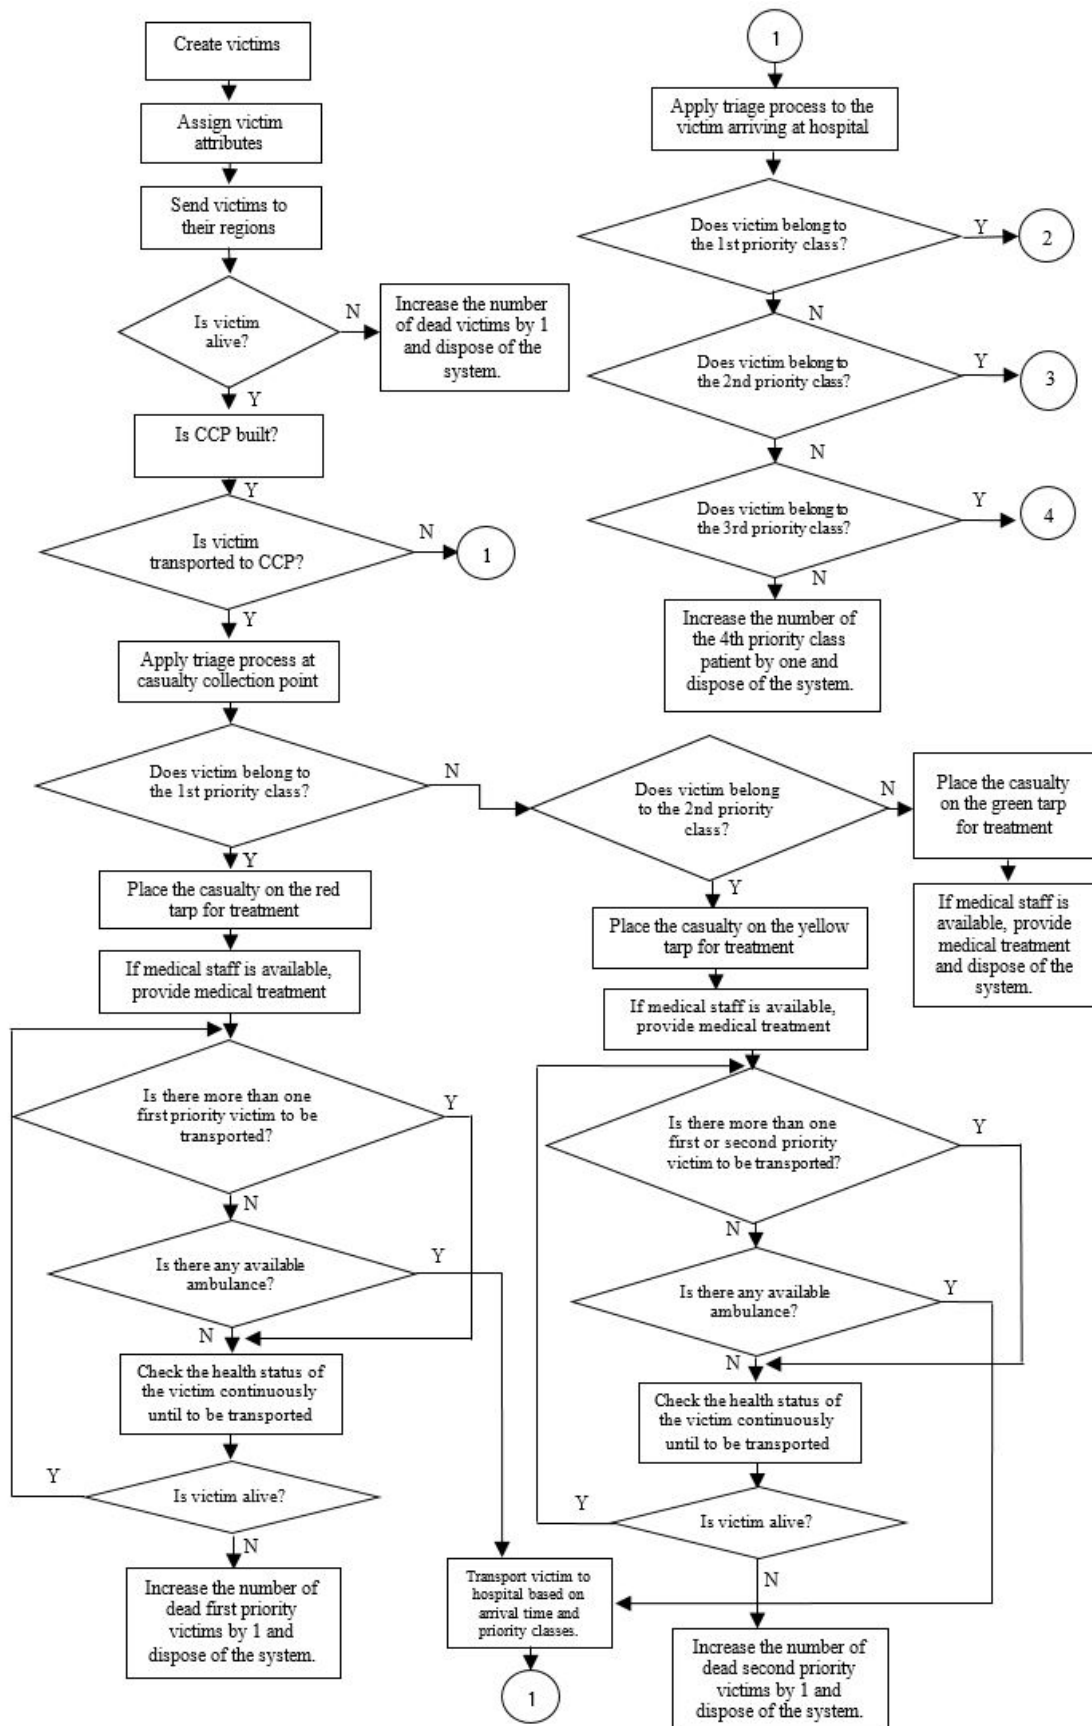 Create victims
Assign victim
attributes
Send victims to
their regions
Is victim
alive?
N
Increase the number
of dead victims by 1
and dispose of the
system.
Y
Is CCP built?
Y
Is victim
transported to CCP?
N
1
Y
Apply triage process at
casualty collection point
1
Apply triage process to the
victim arriving at hospital
Does victim belong to
the 1st priority class?
Y
2
N
Does victim belong to
the 2nd priority class?
Y
3
N
Does victim belong to
the 3rd priority class?
Y
4
N
Increase the number of
the 4th priority class
patient by one and
dispose of the system.
Does victim belong to
the 1st priority class?
N
Y
Place the casualty on the red
tarp for treatment
If medical staff is available,
provide medical treatment
Is there more than one
first priority victim to be
transported?
Y
N
Is there any available
ambulance?
Y
N
Check the health status of
the victim continuously
until to be transported
Is victim alive?
Y
N
Increase the number of
dead first priority
victims by 1 and
dispose of the system.
Does victim belong
to the 2nd priority
class?
N
Place the casualty
on the green tarp
for treatment
If medical staff is
available, provide
medical treatment
and dispose of the
system.
Y
Place the casualty on the yellow
tarp for treatment
If medical staff is available,
provide medical treatment
Is there more than one
first or second priority
victim to be transported?
Y
N
Is there any available
ambulance?
Y
N
Check the health status of
the victim continuously
until to be transported
Is victim alive?
Y
N
Transport victim to
hospital based on
arrival time and
priority classes.
1
Increase the number of
dead second priority
victims by 1 and
dispose of the system.